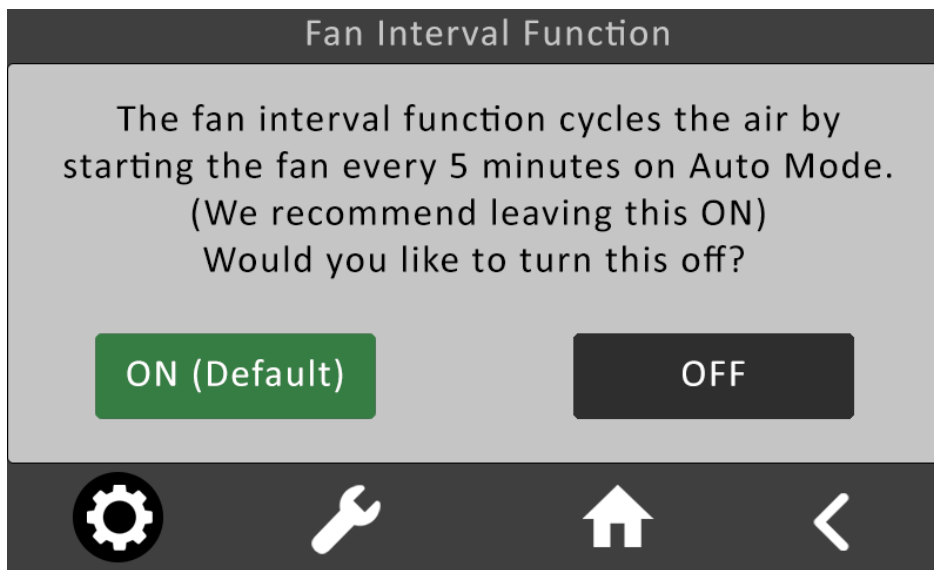 Fan Interval Function
The fan interval function cycles the air by
starting the fan every 5 minutes on Auto Mode.
(We recommend leaving this ON)
Would you like to turn this off?
ON (Default)
OFF